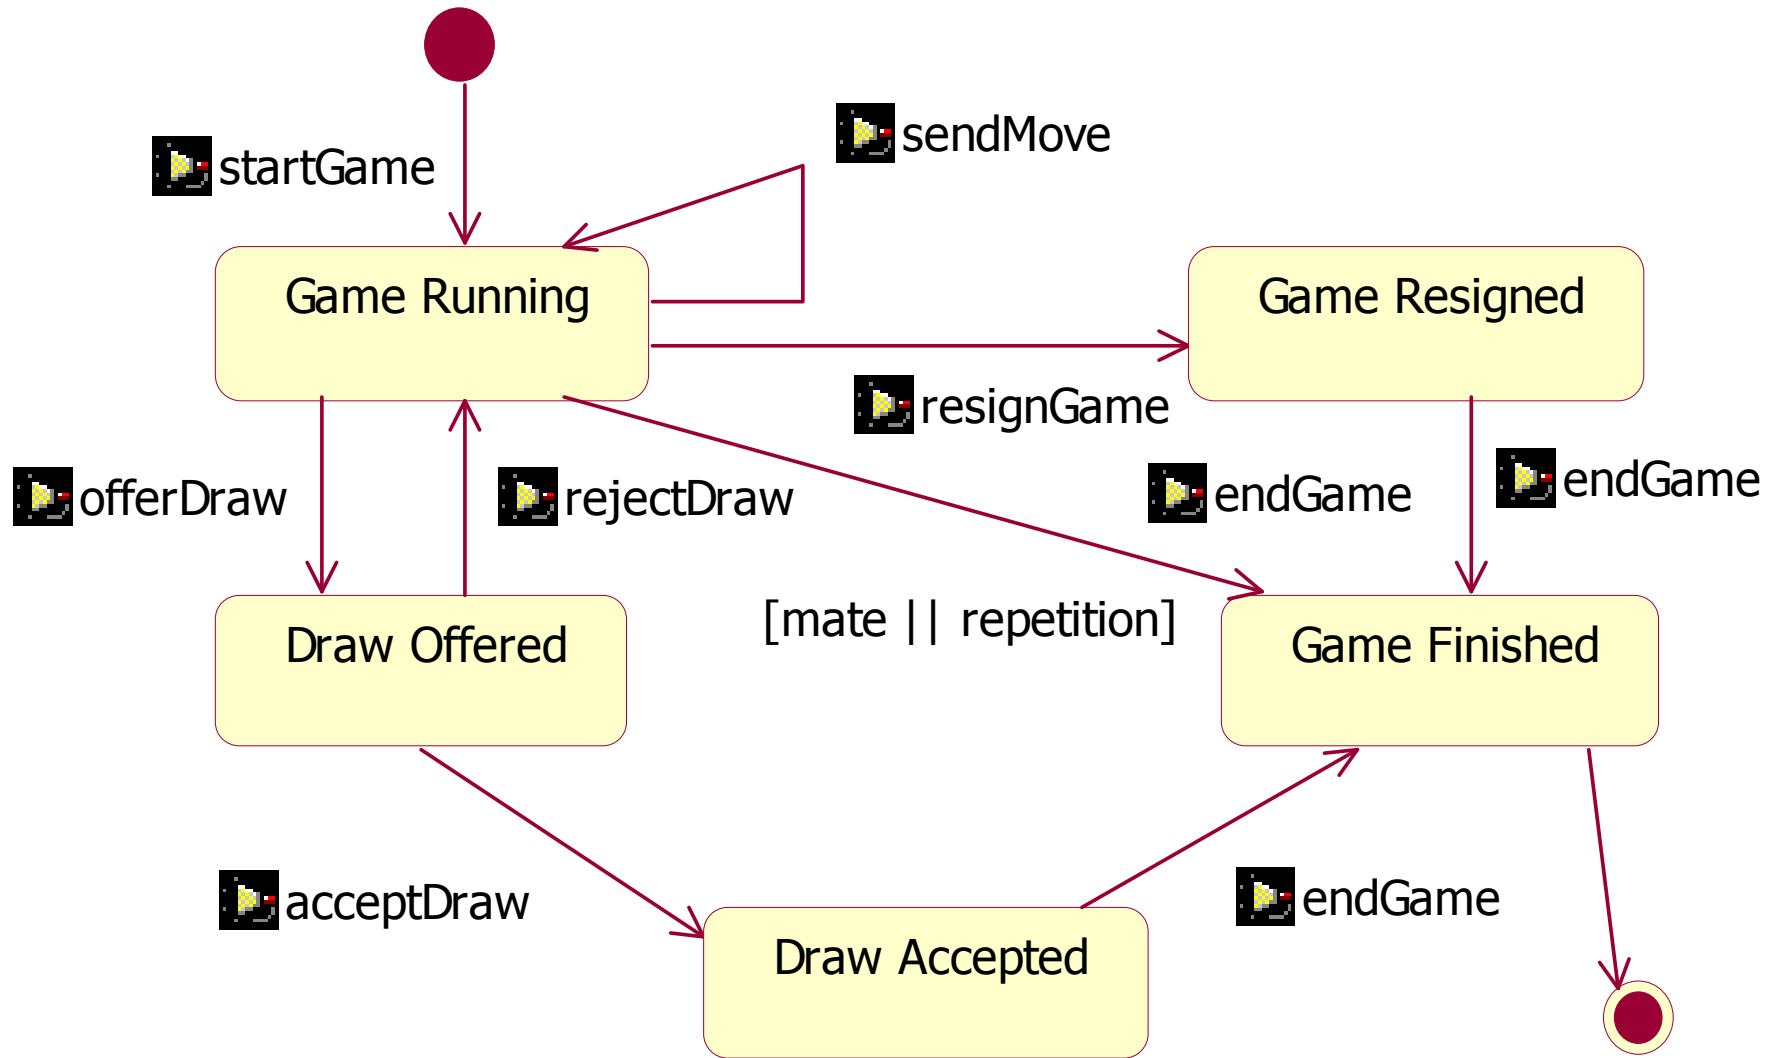 sendMove
startGame
Game Running
Game Resigned
resignGame
endGame
endGame
offerDraw
rejectDraw
[mate || repetition]
Draw Offered
Game Finished
acceptDraw
endGame
Draw Accepted